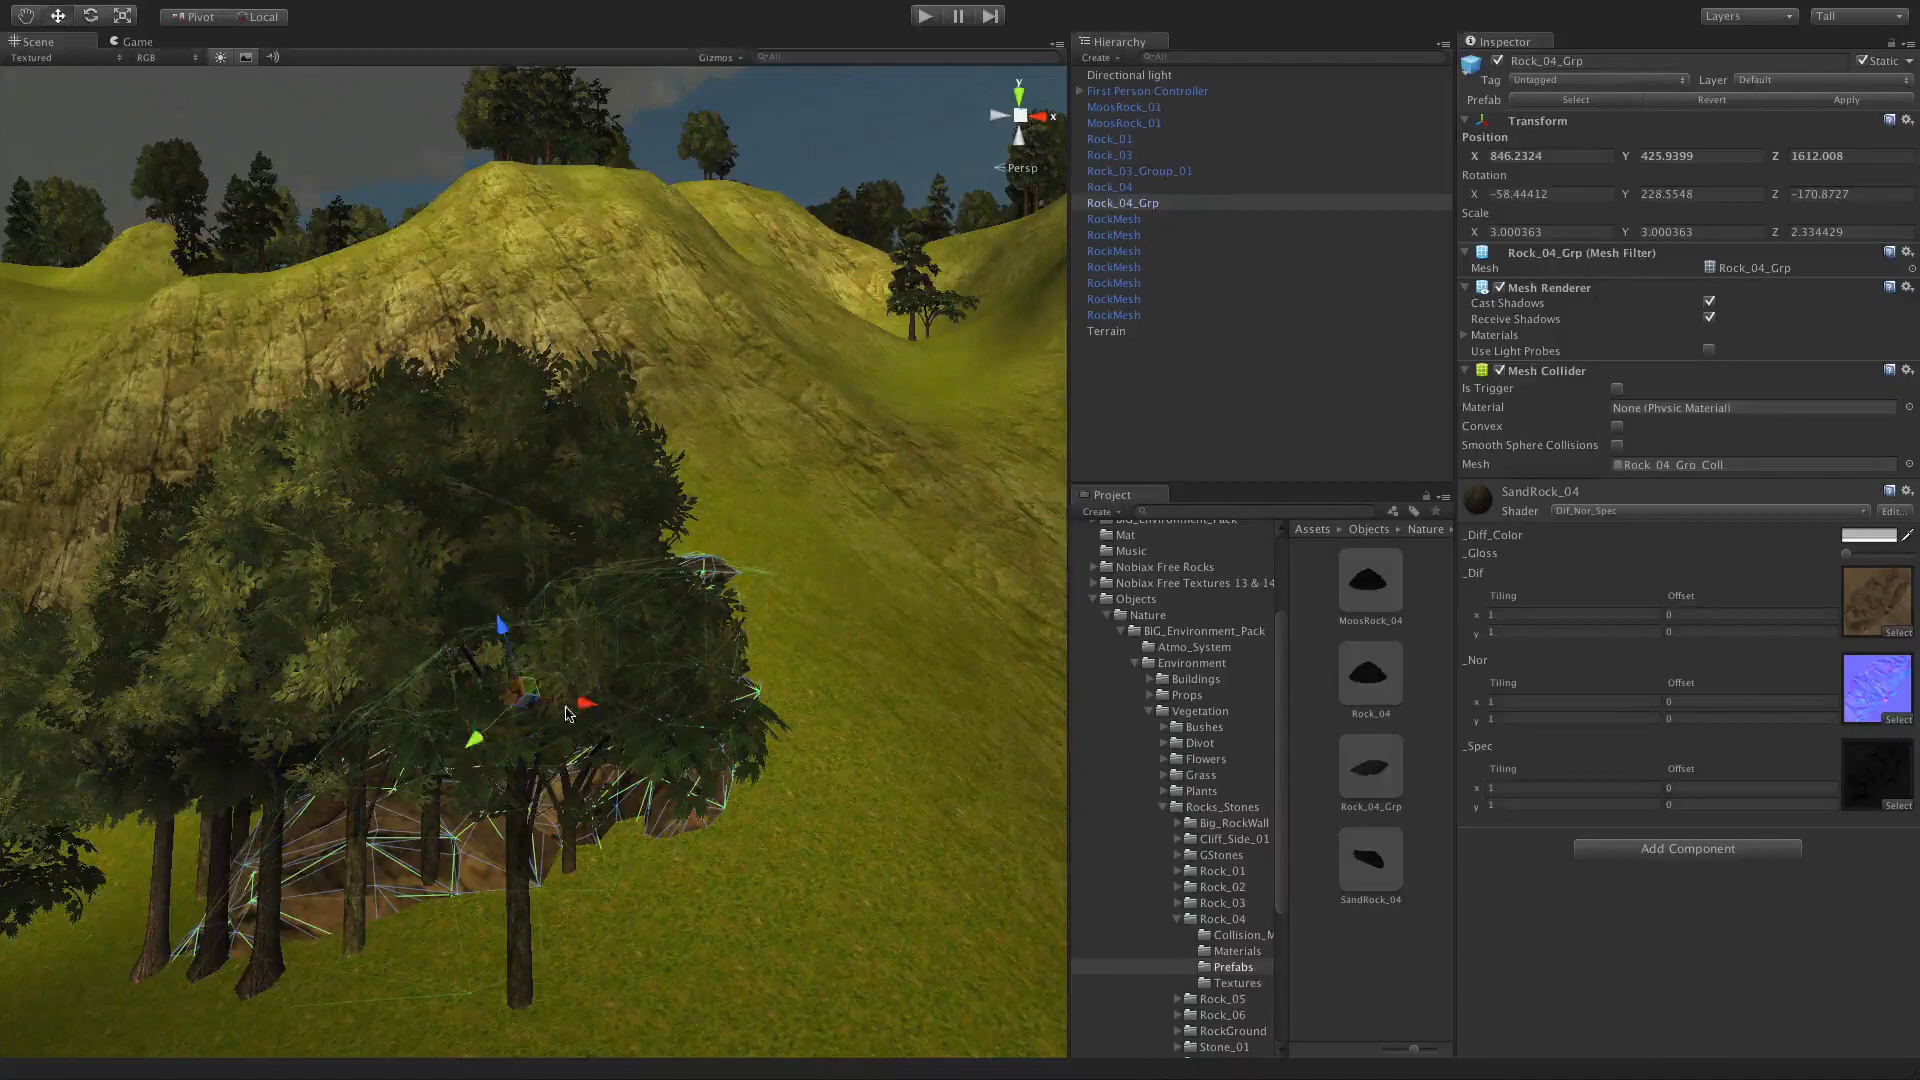 Pivot Local Layers Tall
Scene Game
Textured RGB Gizmos All
y
x
Persp
Hierarchy
Create All
Directional light
First Person Controller
MoosRock_01
MoosRock_01
Rock_01
Rock_03
Rock_03_Group_01
Rock_04
Rock_04_Grp
RockMesh
RockMesh
RockMesh
RockMesh
RockMesh
RockMesh
RockMesh
Terrain
Project
Create
BIG_Environment_Pack
Mat
Music
Nobiax Free Rocks
Nobiax Free Textures 13 & 14
Objects
Nature
BIG_Environment_Pack
Atmo_System
Environment
Buildings
Props
Vegetation
Bushes
Divot
Flowers
Grass
Plants
Rocks_Stones
Big_RockWall
Cliff_Side_01
GStones
Rock_01
Rock_02
Rock_03
Rock_04
Collision_M
Materials
Prefabs
Textures
Rock_05
Rock_06
RockGround
Stone_01
Assets Objects Nature
MoosRock_04
Rock_04
Rock_04_Grp
SandRock_04
Inspector
Rock_04_Grp Static
Tag Untagged Layer Default
Prefab Select Revert Apply
Transform
Position
X 846.2324 Y 425.9399 Z 1612.008
Rotation
X -58.44412 Y 228.5548 Z -170.8727
Scale
X 3.000363 Y 3.000363 Z 2.334429
Rock_04_Grp (Mesh Filter)
Mesh Rock_04_Grp
Mesh Renderer
Cast Shadows
Receive Shadows
Materials
Use Light Probes
Mesh Collider
Is Trigger
Material None (Physic Material)
Convex
Smooth Sphere Collisions
Mesh Rock_04_Grp_Coll
SandRock_04
Shader Dif_Nor_Spec Edit...
_Diff_Color
_Gloss
_Dif
Tiling Offset
x 1 0
y 1 0 Select
_Nor
Tiling Offset
x 1 0
y 1 0 Select
_Spec
Tiling Offset
x 1 0
y 1 0 Select
Add Component